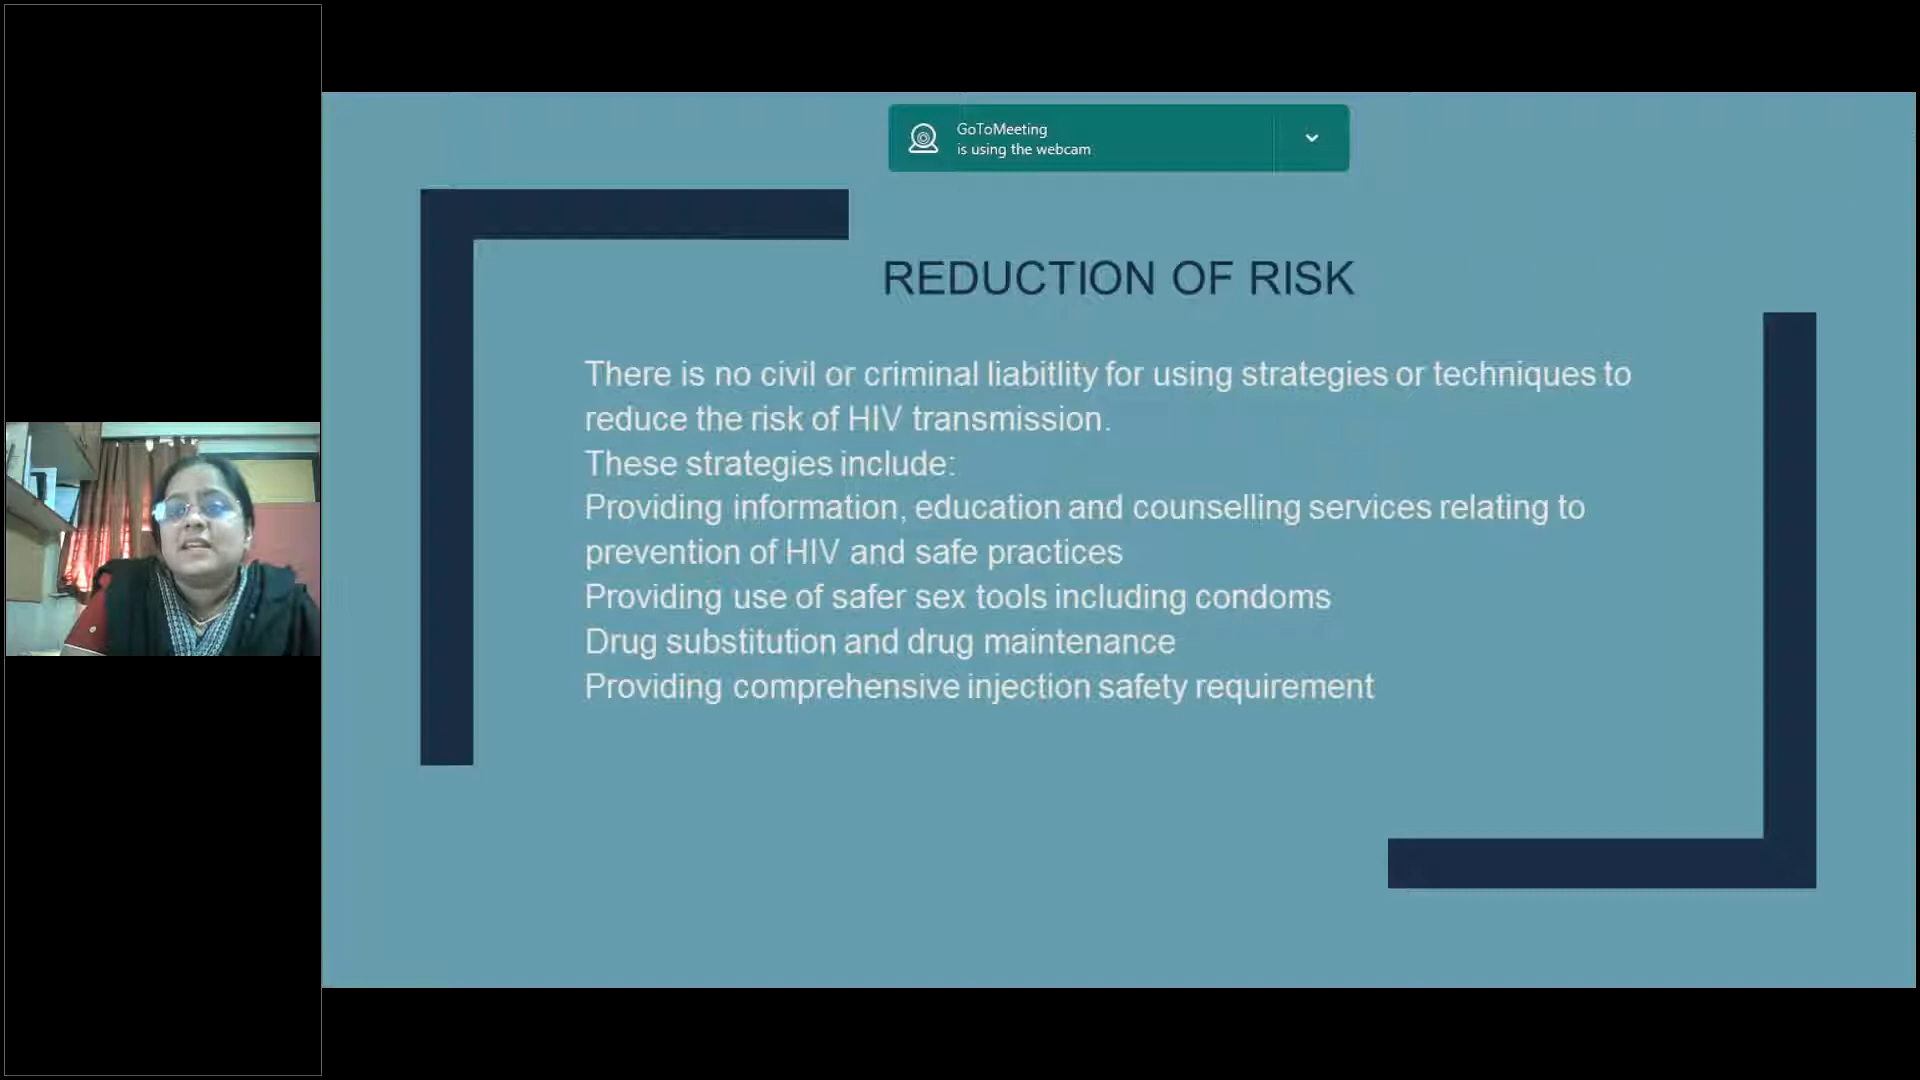 GoToMeeting
is using the webcam
REDUCTION OF RISK
There is no civil or criminal liabitlity for using strategies or techniques to
reduce the risk of HIV transmission.
These strategies include:
Providing information, education and counselling services relating to
prevention of HIV and safe practices
Providing use of safer sex tools including condoms
Drug substitution and drug maintenance
Providing comprehensive injection safety requirement